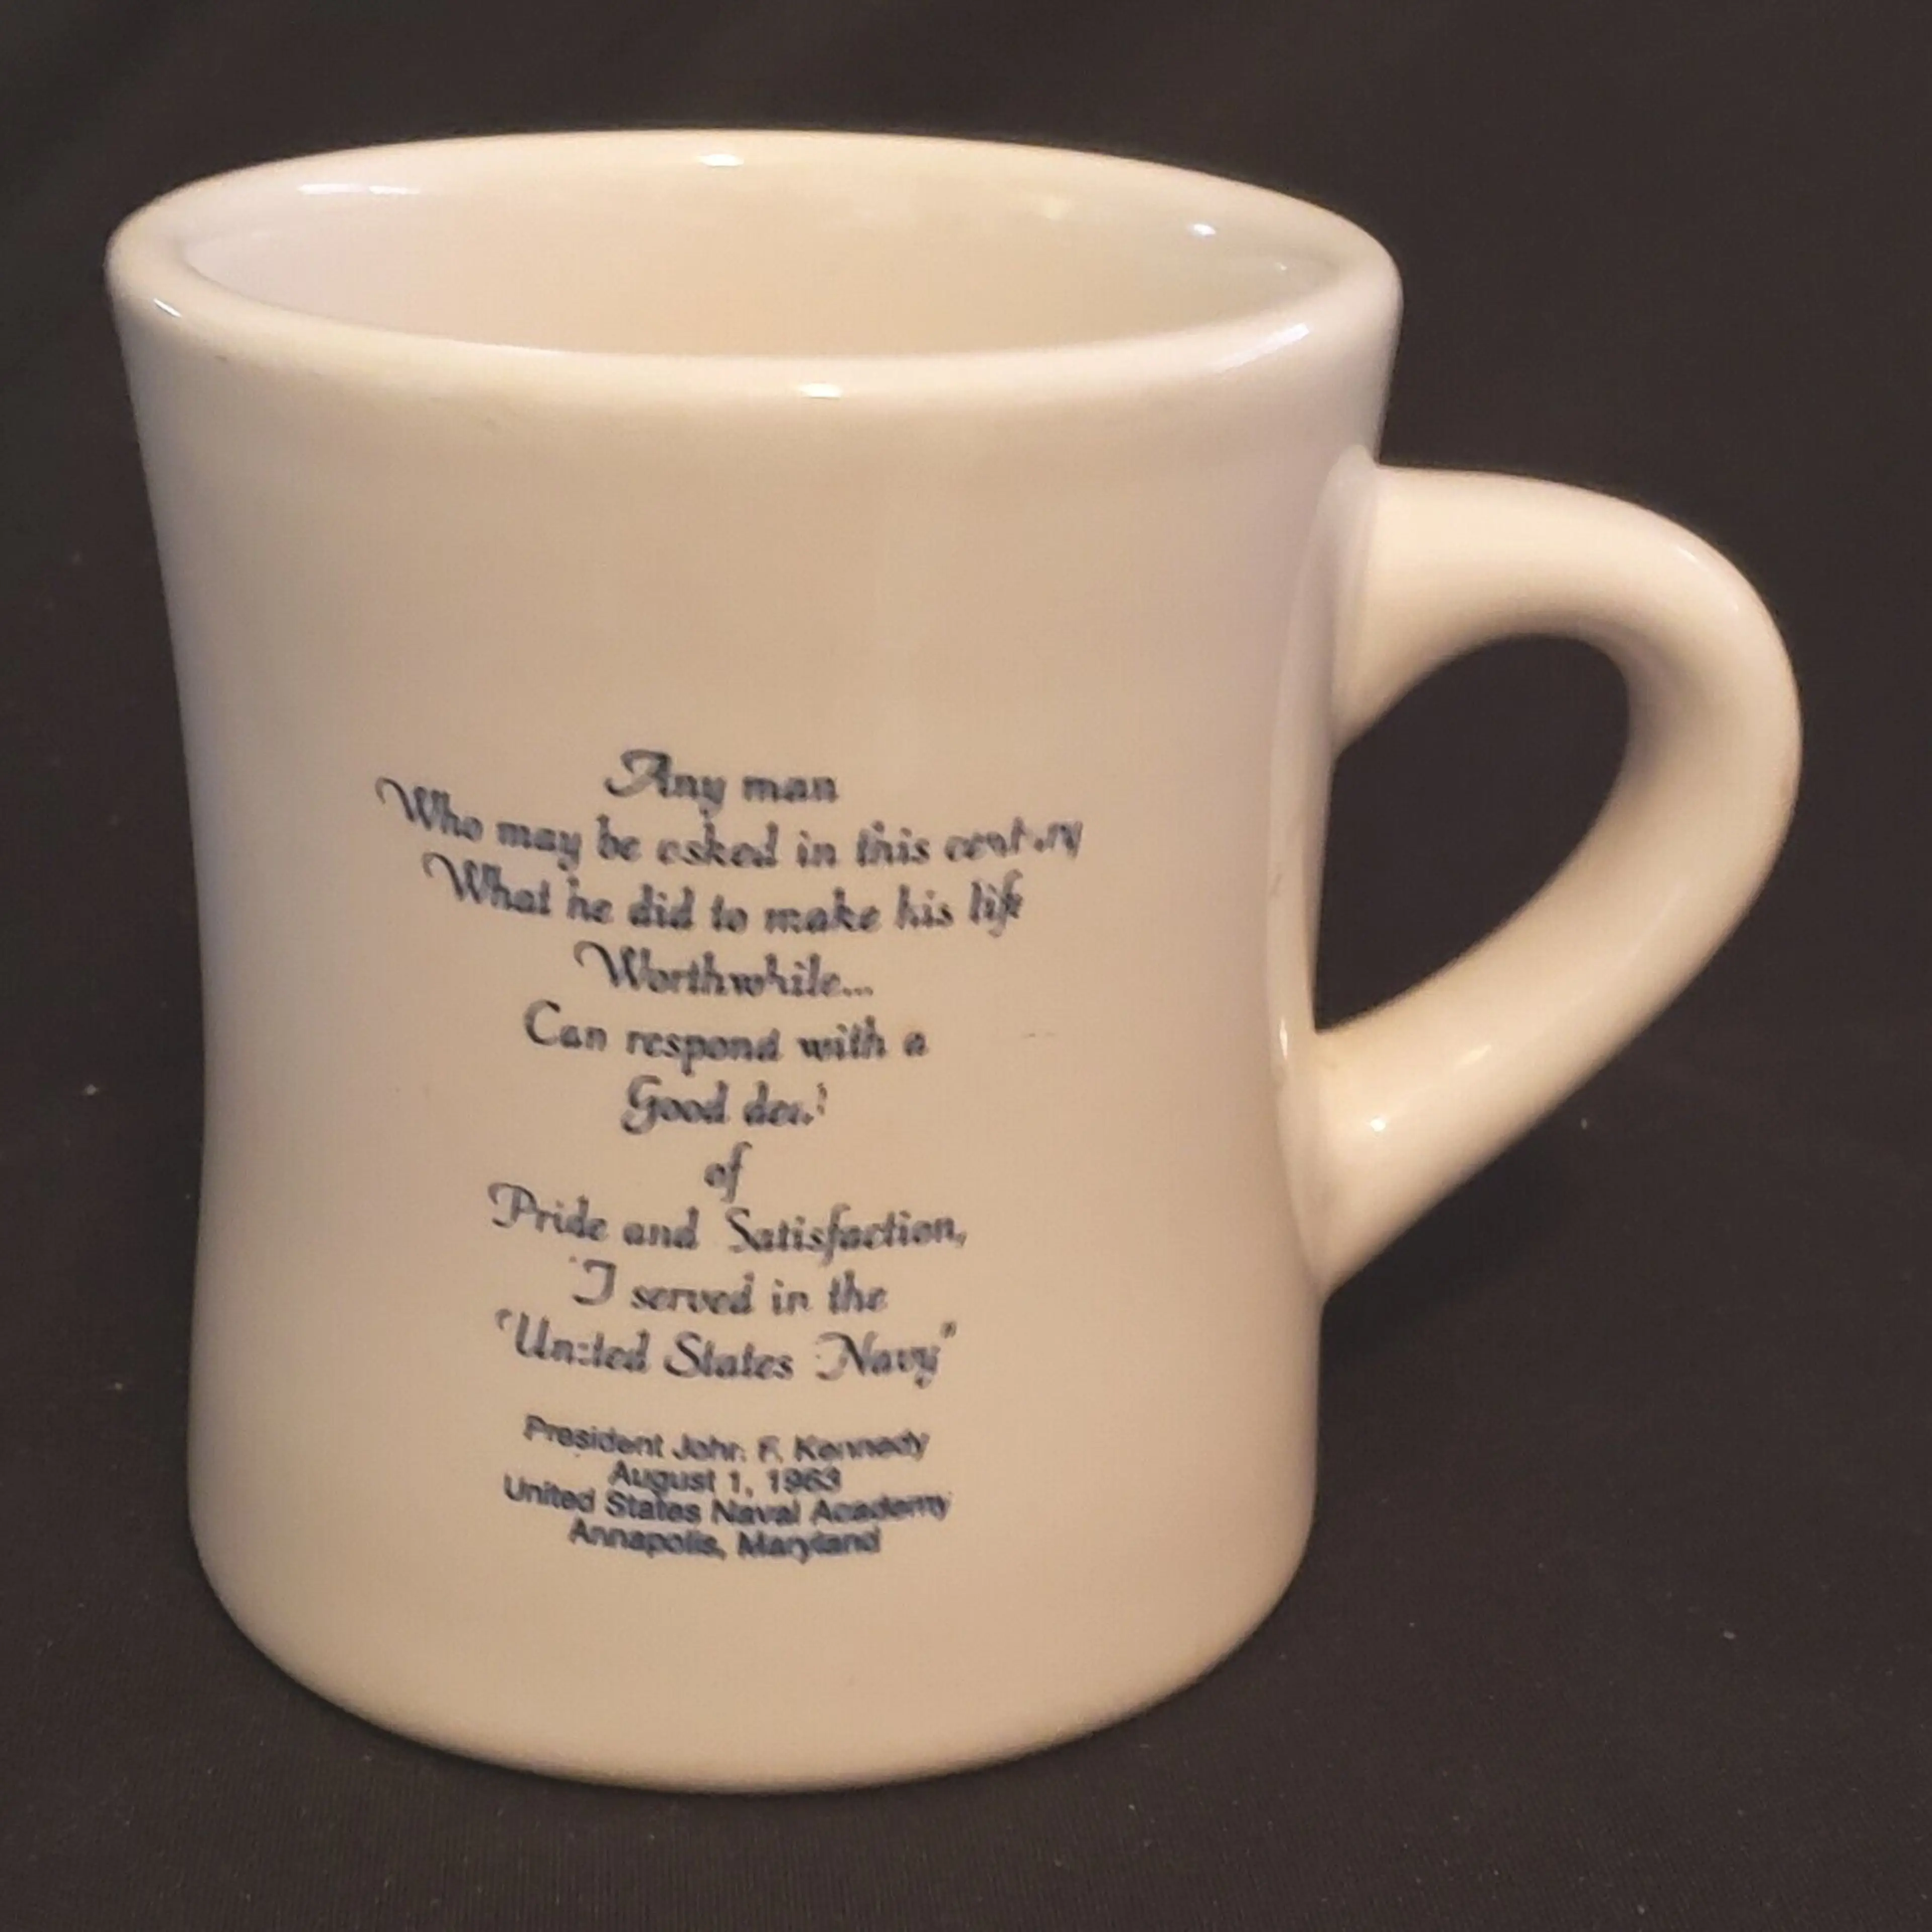 Any man
Who may be asked in this century
What he did to make his life
Worthwhile...
Can respond with a
Good deal
of
Pride and Satisfaction,
"I served in the
"United States Navy"
President John F. Kennedy
August 1, 1963
United States Naval Academy
Annapolis, Maryland